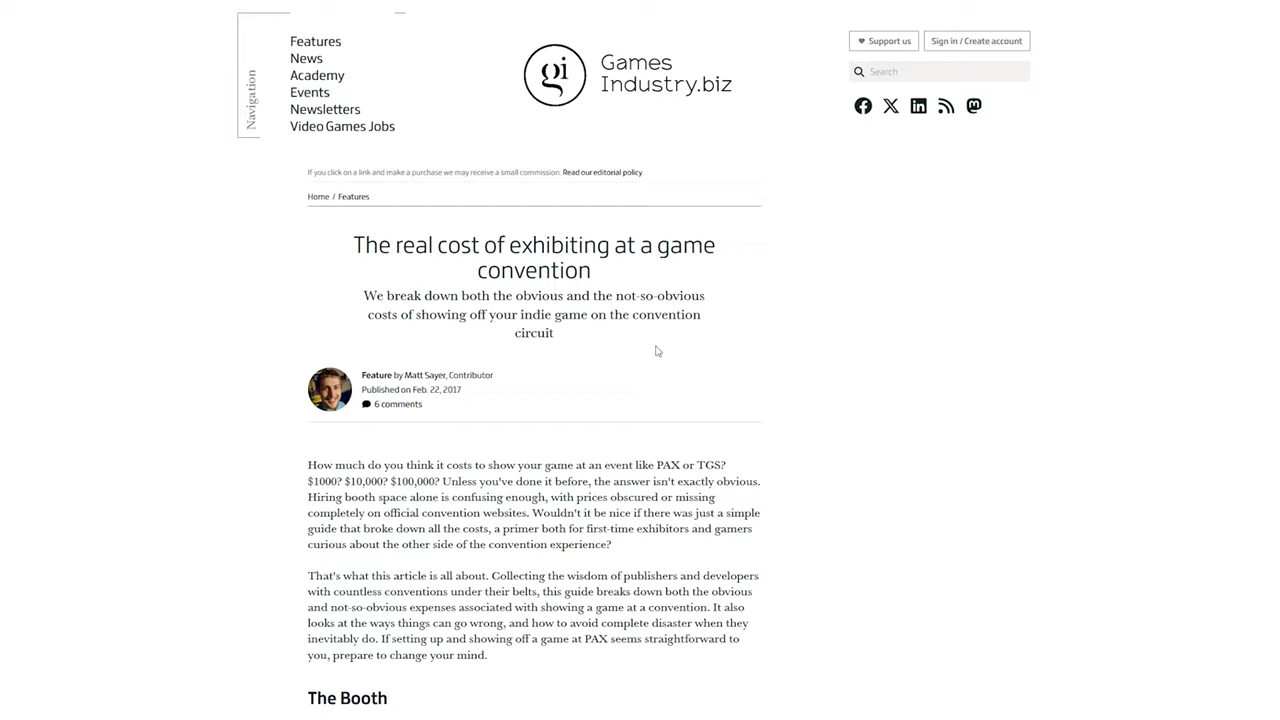 Navigation
Features
News
Academy
Events
Newsletters
Video Games Jobs
gi
Games
Industry.biz
Support us
Sign in / Create account
Search
If you click on a link and make a purchase we may receive a small commission. Read our editorial policy.
Home / Features
The real cost of exhibiting at a game
convention
We break down both the obvious and the not-so-obvious
costs of showing off your indie game on the convention
circuit
Feature by Matt Sayer, Contributor
Published on Feb. 22, 2017
6 comments
How much do you think it costs to show your game at an event like PAX or TGS?
$1000? $10,000? $100,000? Unless you've done it before, the answer isn't exactly obvious.
Hiring booth space alone is confusing enough, with prices obscured or missing
completely on official convention websites. Wouldn't it be nice if there was just a simple
guide that broke down all the costs, a primer both for first-time exhibitors and gamers
curious about the other side of the convention experience?
That's what this article is all about. Collecting the wisdom of publishers and developers
with countless conventions under their belts, this guide breaks down both the obvious
and not-so-obvious expenses associated with showing a game at a convention. It also
looks at the ways things can go wrong, and how to avoid complete disaster when they
inevitably do. If setting up and showing off a game at PAX seems straightforward to
you, prepare to change your mind.
The Booth